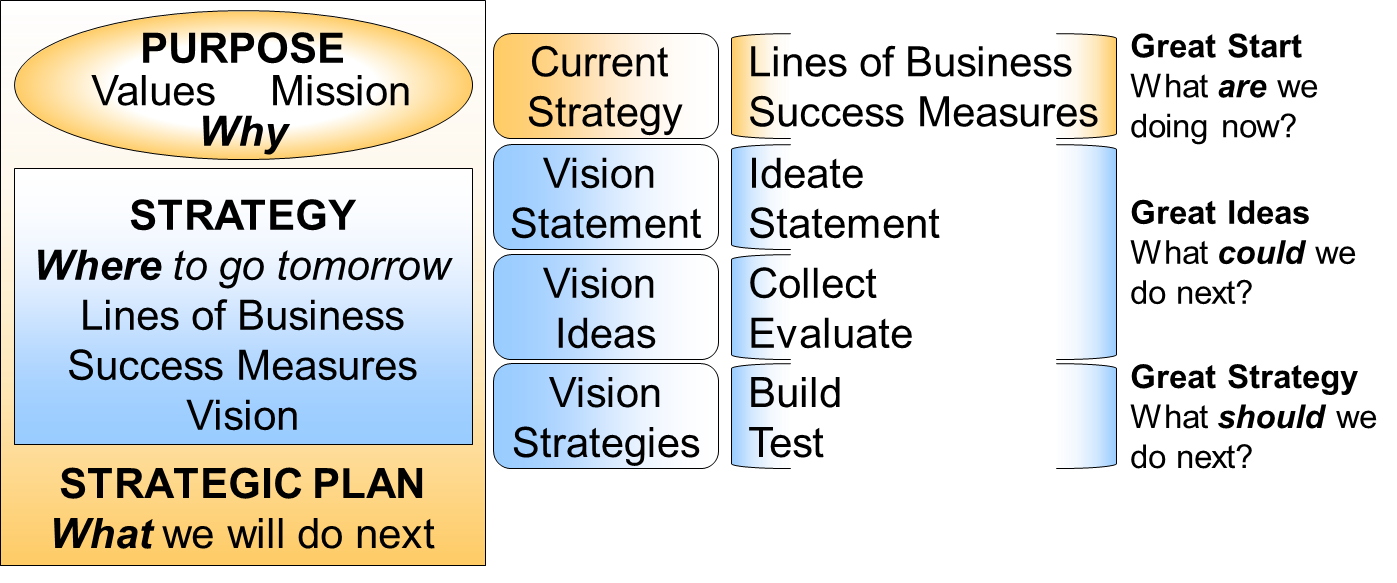 PURPOSE
Values Mission
Why
STRATEGY
Where to go tomorrow
Lines of Business
Success Measures
Vision
STRATEGIC PLAN
What we will do next
Current
Strategy
Lines of Business
Success Measures
Great Start
What are we
doing now?
Vision
Statement
Ideate
Statement
Vision
Ideas
Collect
Evaluate
Great Ideas
What could we
do next?
Vision
Strategies
Build
Test
Great Strategy
What should we
do next?